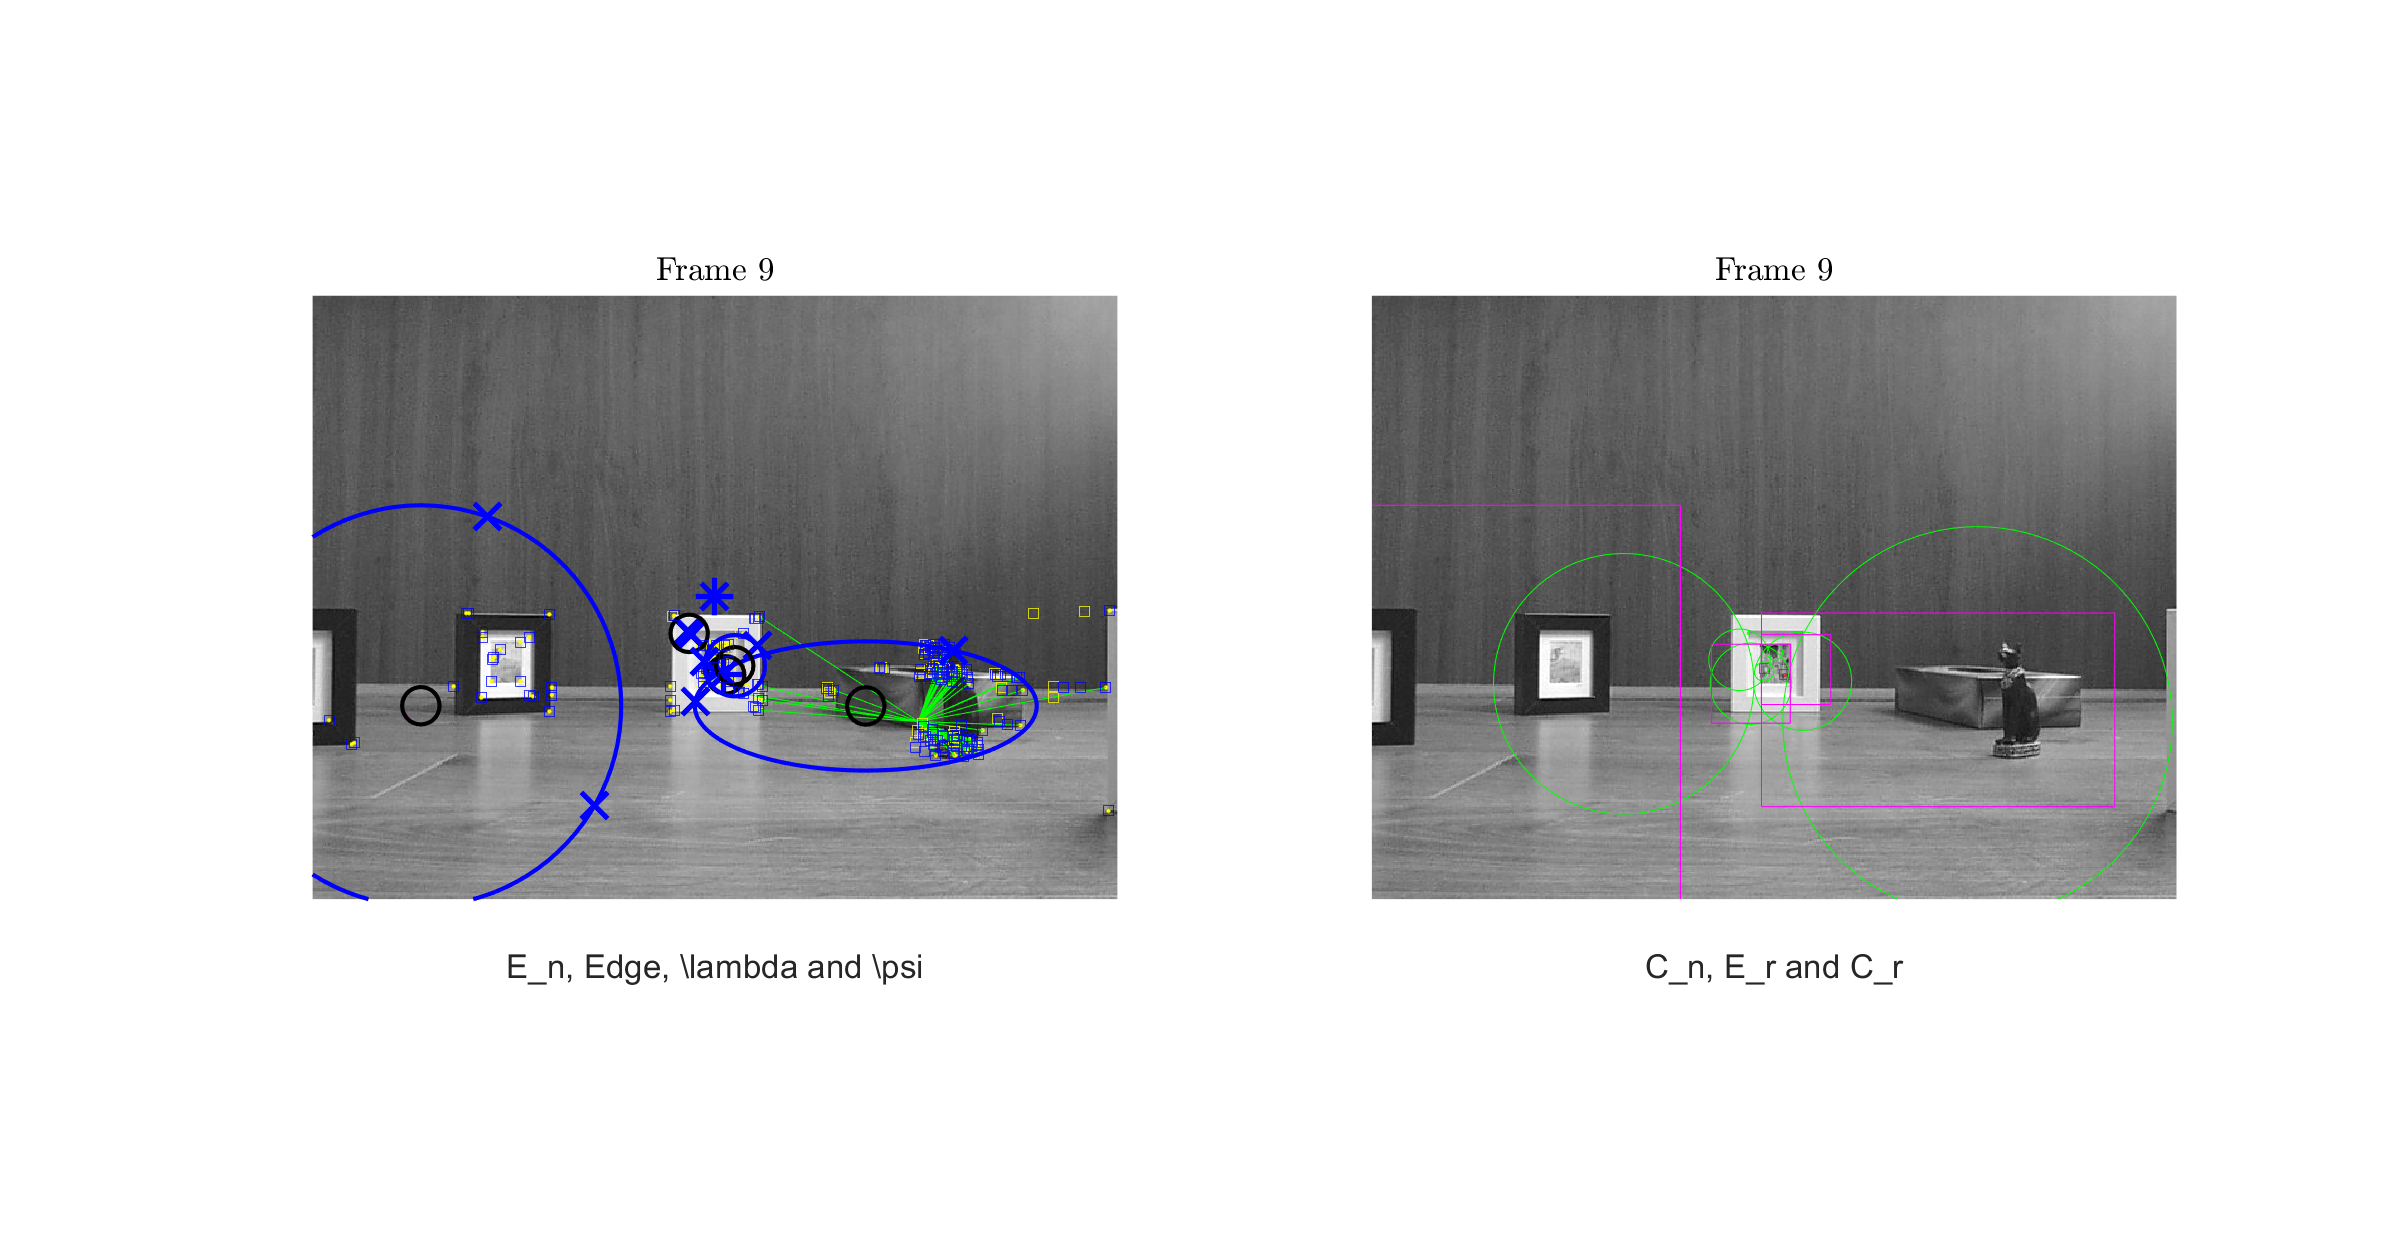 Frame 9
Frame 9
E_n, Edge, \lambda and \psi
C_n, E_r and C_r